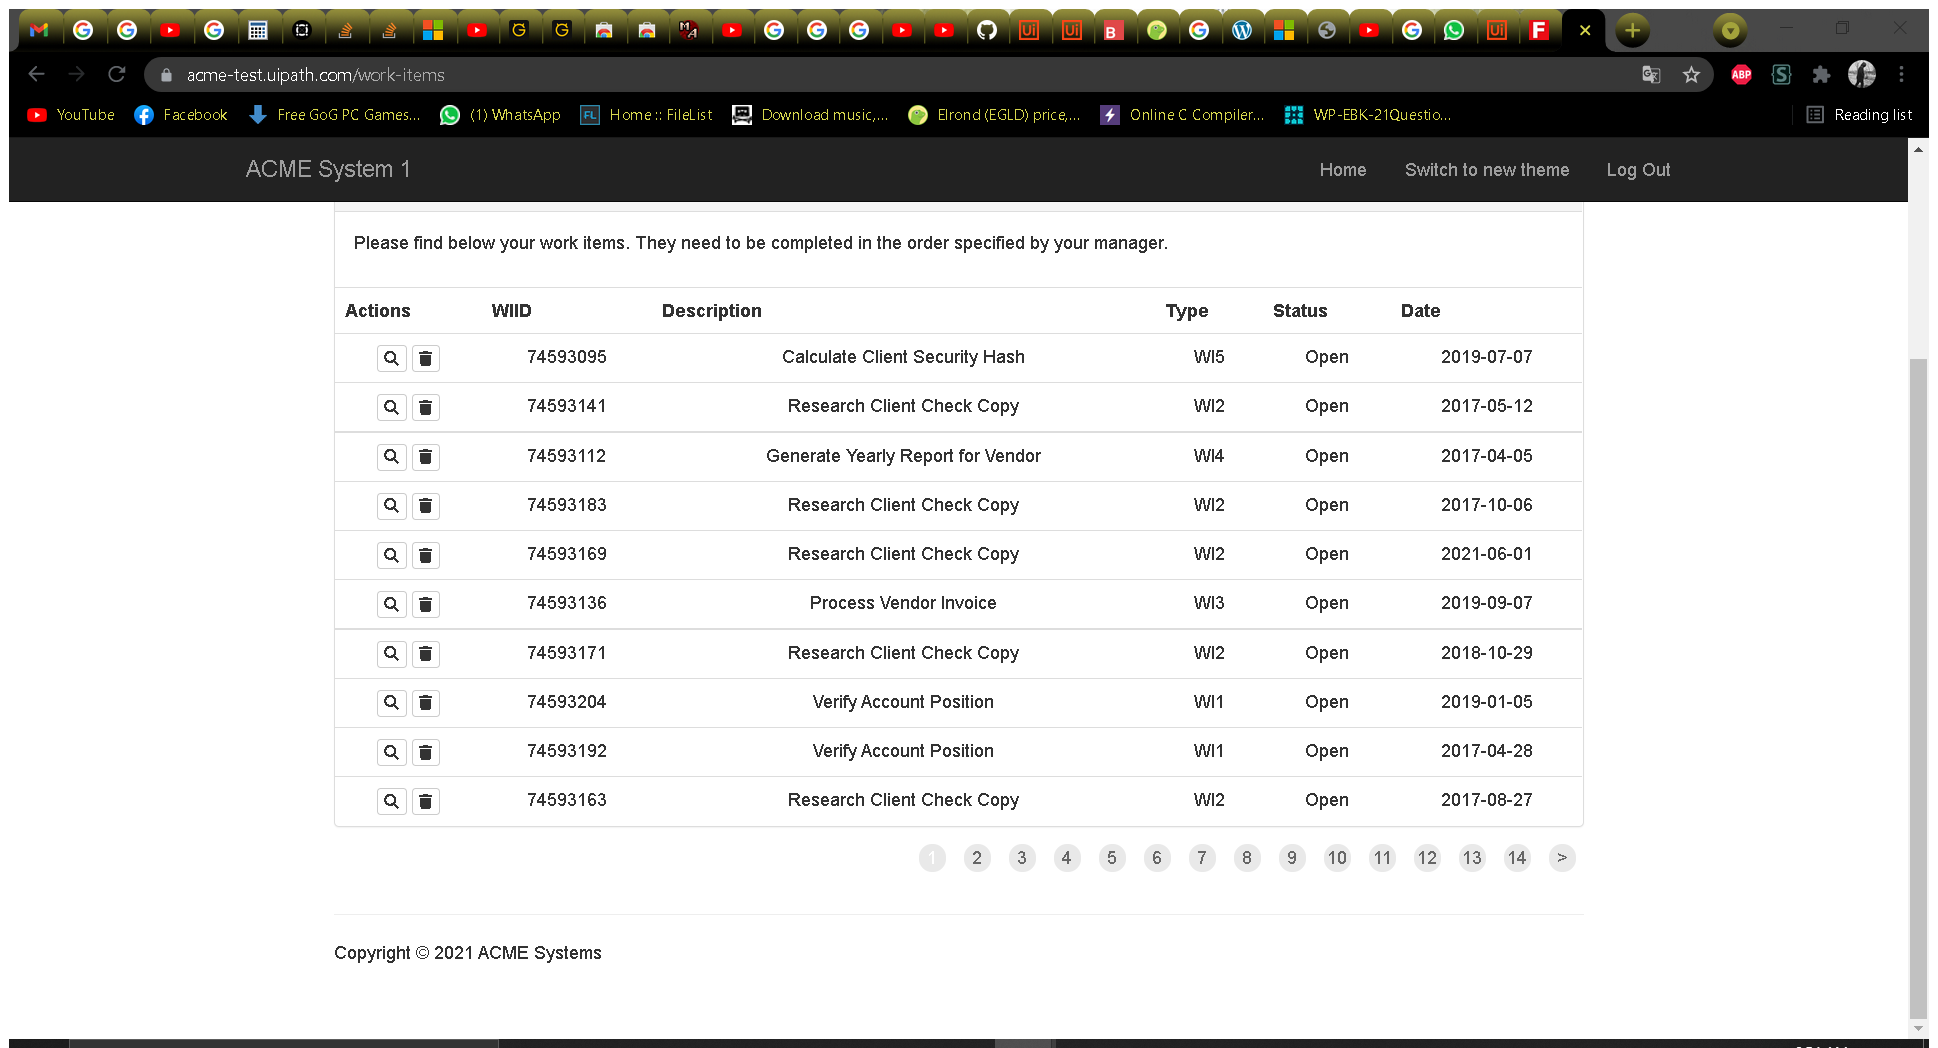 acme-test.uipath.com/work-items
ABP
YouTube Facebook Free GoG PC Games... (1) WhatsApp Home :: FileList Download music,... Elrond (EGLD) price,... Online C Compiler... WP-EBK-21Questio... Reading list
ACME System 1 Home Switch to new theme Log Out
Please find below your work items. They need to be completed in the order specified by your manager.
Actions WIID Description Type Status Date
74593095 Calculate Client Security Hash WI5 Open 2019-07-07
74593141 Research Client Check Copy WI2 Open 2017-05-12
74593112 Generate Yearly Report for Vendor WI4 Open 2017-04-05
74593183 Research Client Check Copy WI2 Open 2017-10-06
74593169 Research Client Check Copy WI2 Open 2021-06-01
74593136 Process Vendor Invoice WI3 Open 2019-09-07
74593171 Research Client Check Copy WI2 Open 2018-10-29
74593204 Verify Account Position WI1 Open 2019-01-05
74593192 Verify Account Position WI1 Open 2017-04-28
74593163 Research Client Check Copy WI2 Open 2017-08-27
1 2 3 4 5 6 7 8 9 10 11 12 13 14 >
Copyright © 2021 ACME Systems